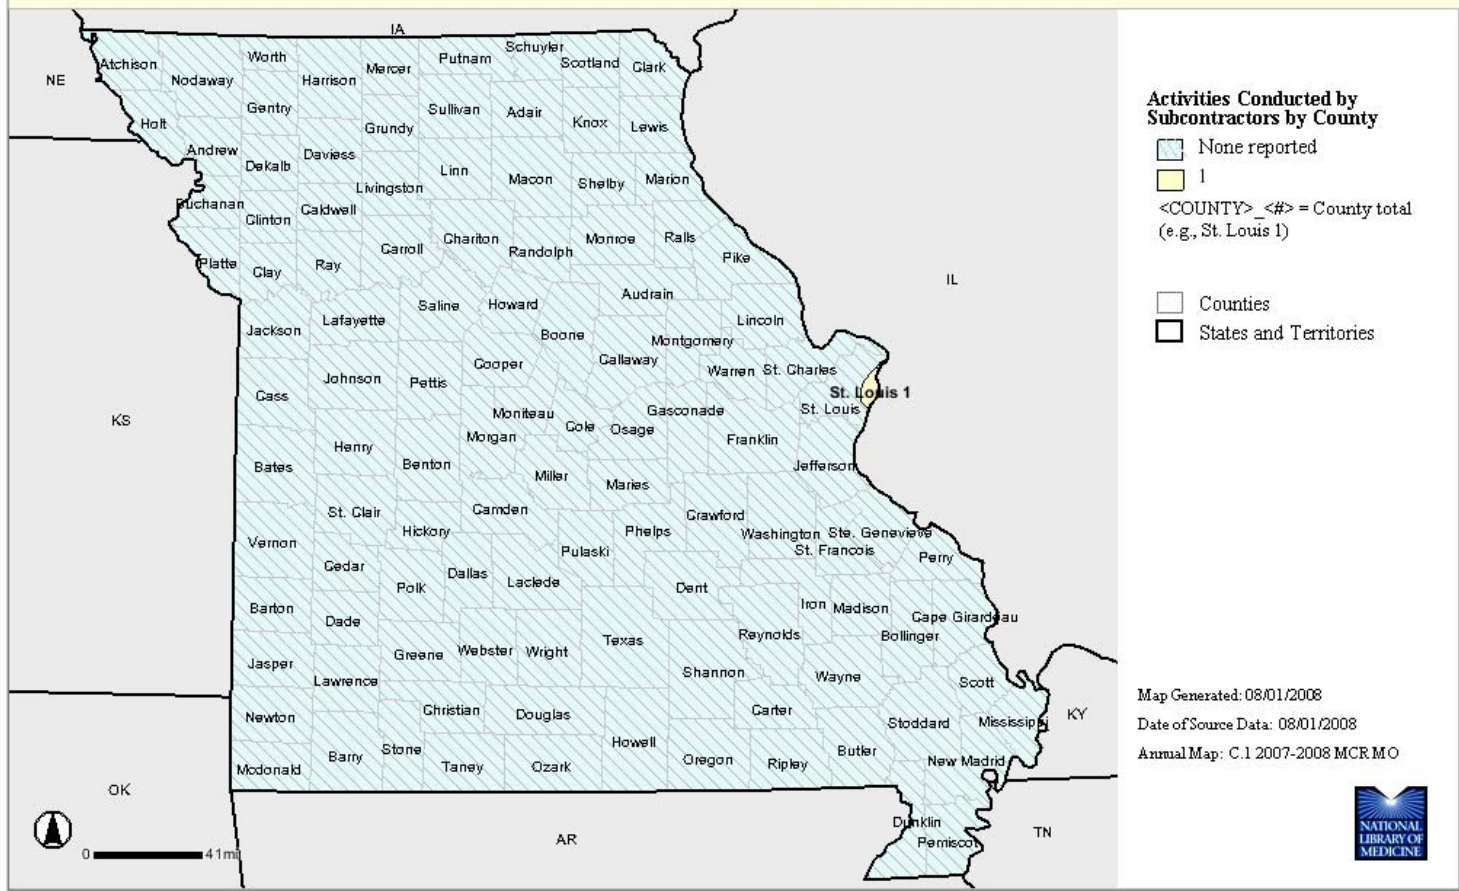 IA
Schuyler
Worth
Putnam
Atchison
Scotland
Clark
Mercer
NE
Nodaway
Harrison
Gentry
Sullivan
Adair
Holt
Knox
Lewis
Grundy
Andrew
Daviess
Dekalb
Linn
Macon
Shelby
Marion
Livingston
Buchanan
Caldwell
Clinton
Chariton
Monroe
Ralls
Carroll
Randolph
Pike
Platte
Clay
Ray
IL
Audrain
Saline
Howard
Lafayette
Lincoln
Jackson
Boone
Montgomery
Callaway
Cooper
Warren
St. Charles
Johnson
Pettis
Cass
St. Louis 1
St. Louis
Gasconade
Moniteau
KS
Cole
Osage
Morgan
Franklin
Henry
Benton
Jefferson
Bates
Miller
Maries
St. Clair
Camden
Crawford
Hickory
Phelps
Washington
Ste. Genevieve
Vernon
Pulaski
St. Francois
Perry
Cedar
Dallas
Laclede
Polk
Dent
Barton
Iron
Madison
Cape Girardeau
Dade
Reynolds
Bollinger
Texas
Greene
Webster
Wright
Jasper
Shannon
Wayne
Lawrence
Scott
Christian
Douglas
Carter
Newton
Stoddard
Mississippi
KY
Howell
Barry
Stone
Butler
Oregon
Ripley
New Madrid
Mcdonald
Taney
Ozark
OK
Dunklin
TN
AR
Pemiscot
0
41mi
Activities Conducted by
Subcontractors by County
None reported
1
<COUNTY>_<#> = County total
(e.g., St. Louis 1)
Counties
States and Territories
Map Generated: 08/01/2008
Date of Source Data: 08/01/2008
Annual Map: C.1 2007-2008 MCR MO
NATIONAL
LIBRARY OF
MEDICINE